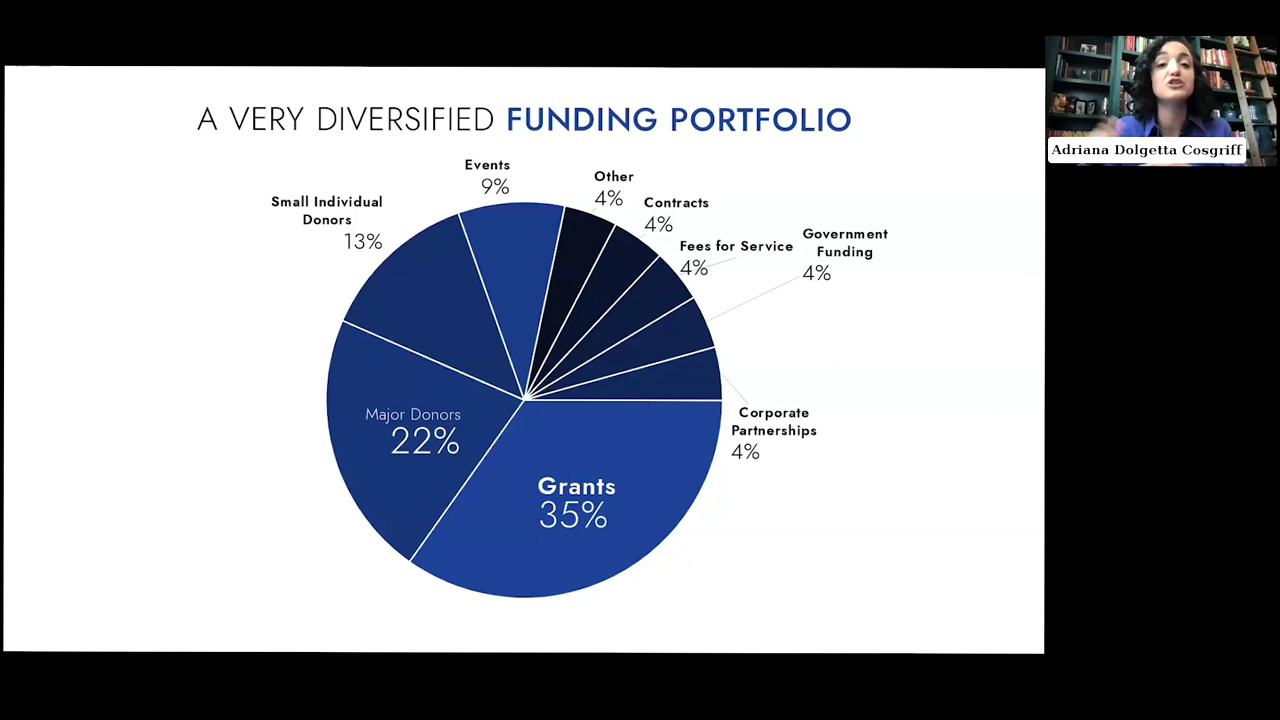 A VERY DIVERSIFIED FUNDING PORTFOLIO
Events
9%
Other
4%
Small Individual
Donors
13%
Contracts
4%
Fees for Service
4%
Government
Funding
4%
Major Donors
22%
Corporate
Partnerships
4%
Grants
35%
Adriana Dolgetta Cosgriff